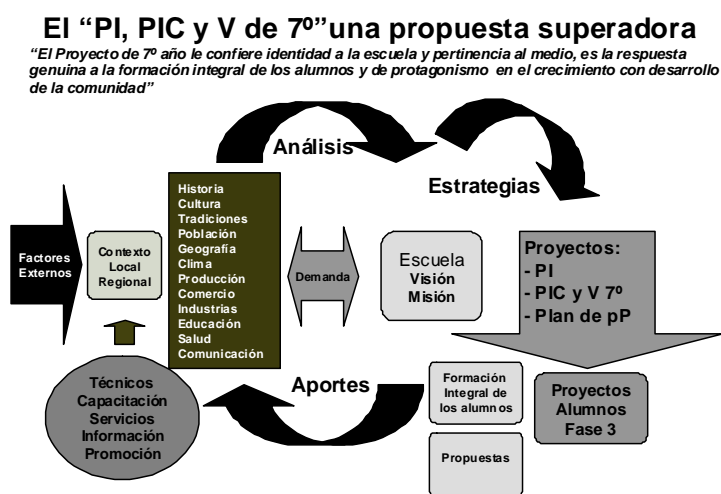 El “PI, PIC y V de 7º”una propuesta superadora
“El Proyecto de 7º año le confiere identidad a la escuela y pertinencia al medio, es la respuesta
genuina a la formación integral de los alumnos y de protagonismo en el crecimiento con desarrollo
de la comunidad”
Análisis
Estrategias
Factores
Externos
Contexto
Local
Regional
Historia
Cultura
Tradiciones
Población
Geografía
Clima
Producción
Comercio
Industrias
Educación
Salud
Comunicación
Demanda
Escuela
Visión
Misión
Proyectos:
- PI
- PIC y V 7º
- Plan de pP
Técnicos
Capacitación
Servicios
Información
Promoción
Aportes
Formación
Integral de
los alumnos
Propuestas
Proyectos
Alumnos
Fase 3